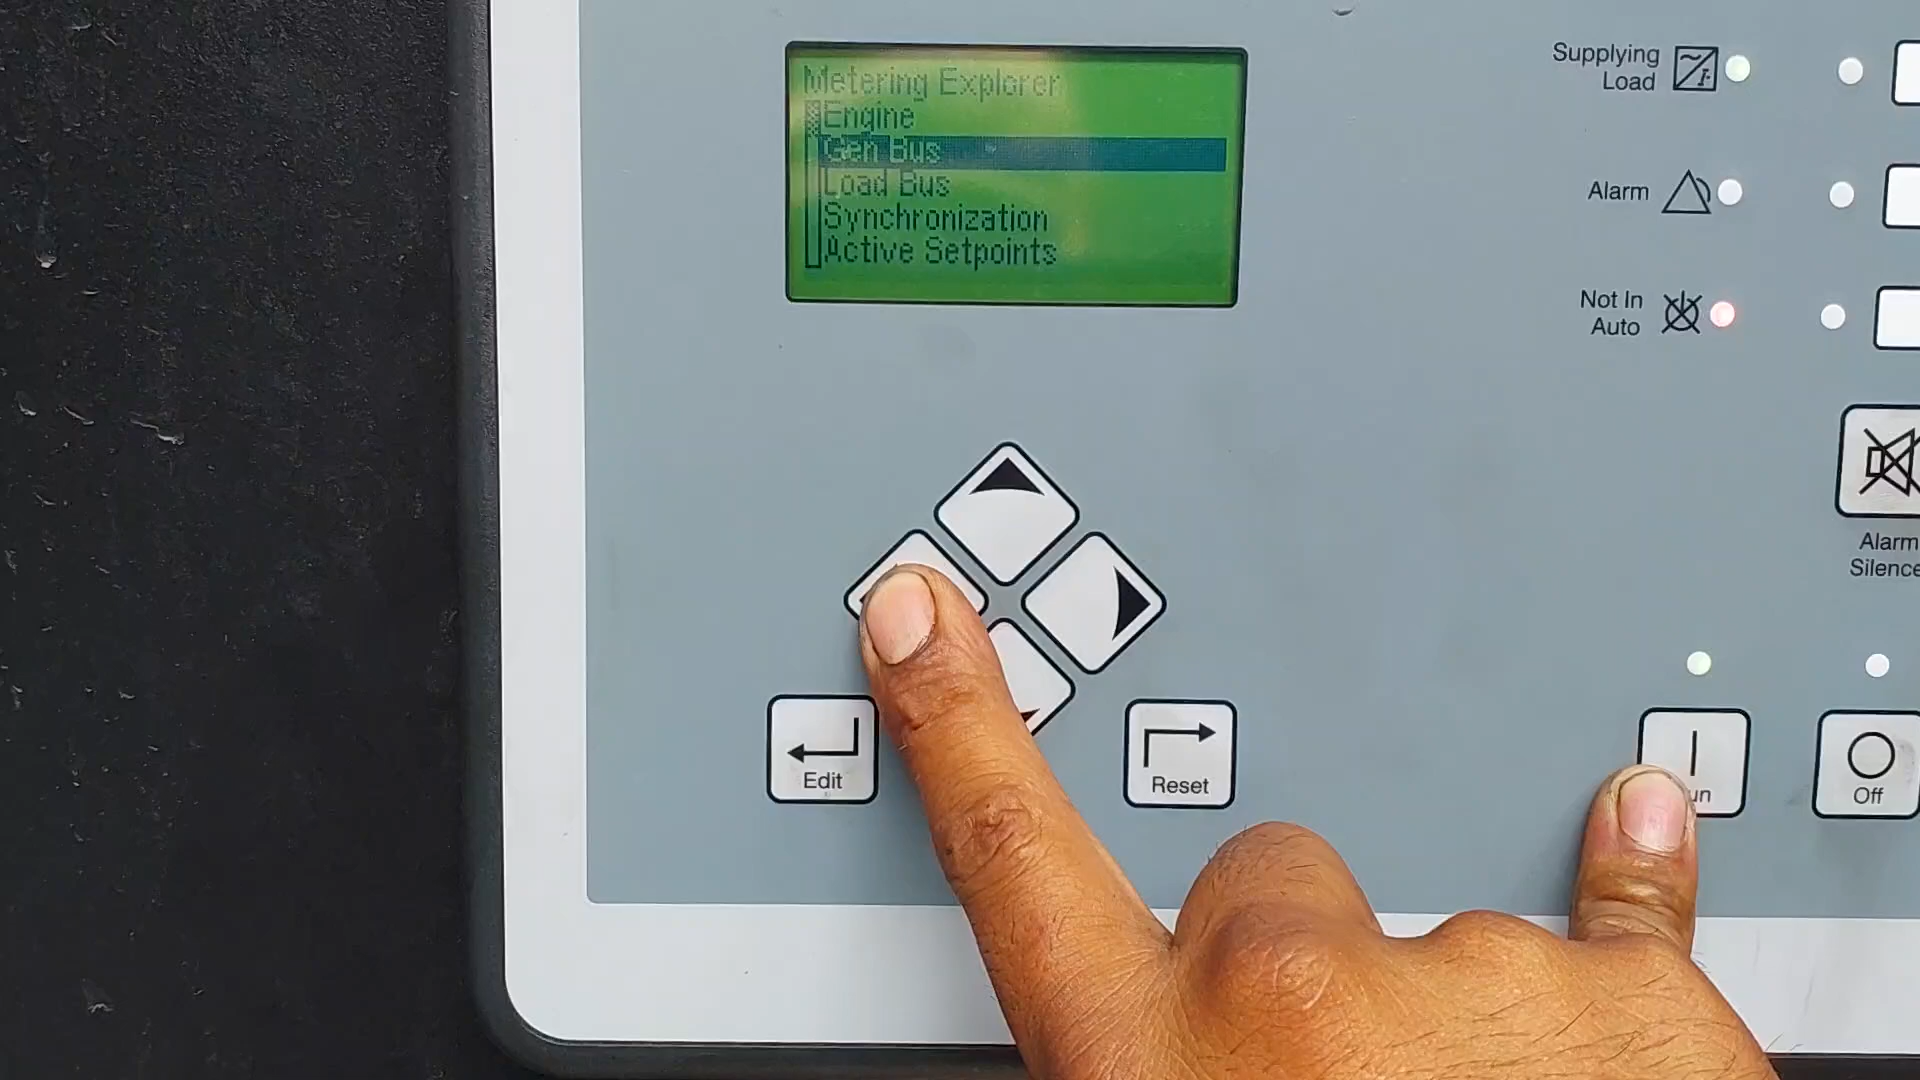 Metering Explorer
Engine
Gen Bus
Load Bus
Synchronization
Active Setpoints
Supplying
Load
Alarm
Not In
Auto
Alarm
Silence
Edit
Reset
Off